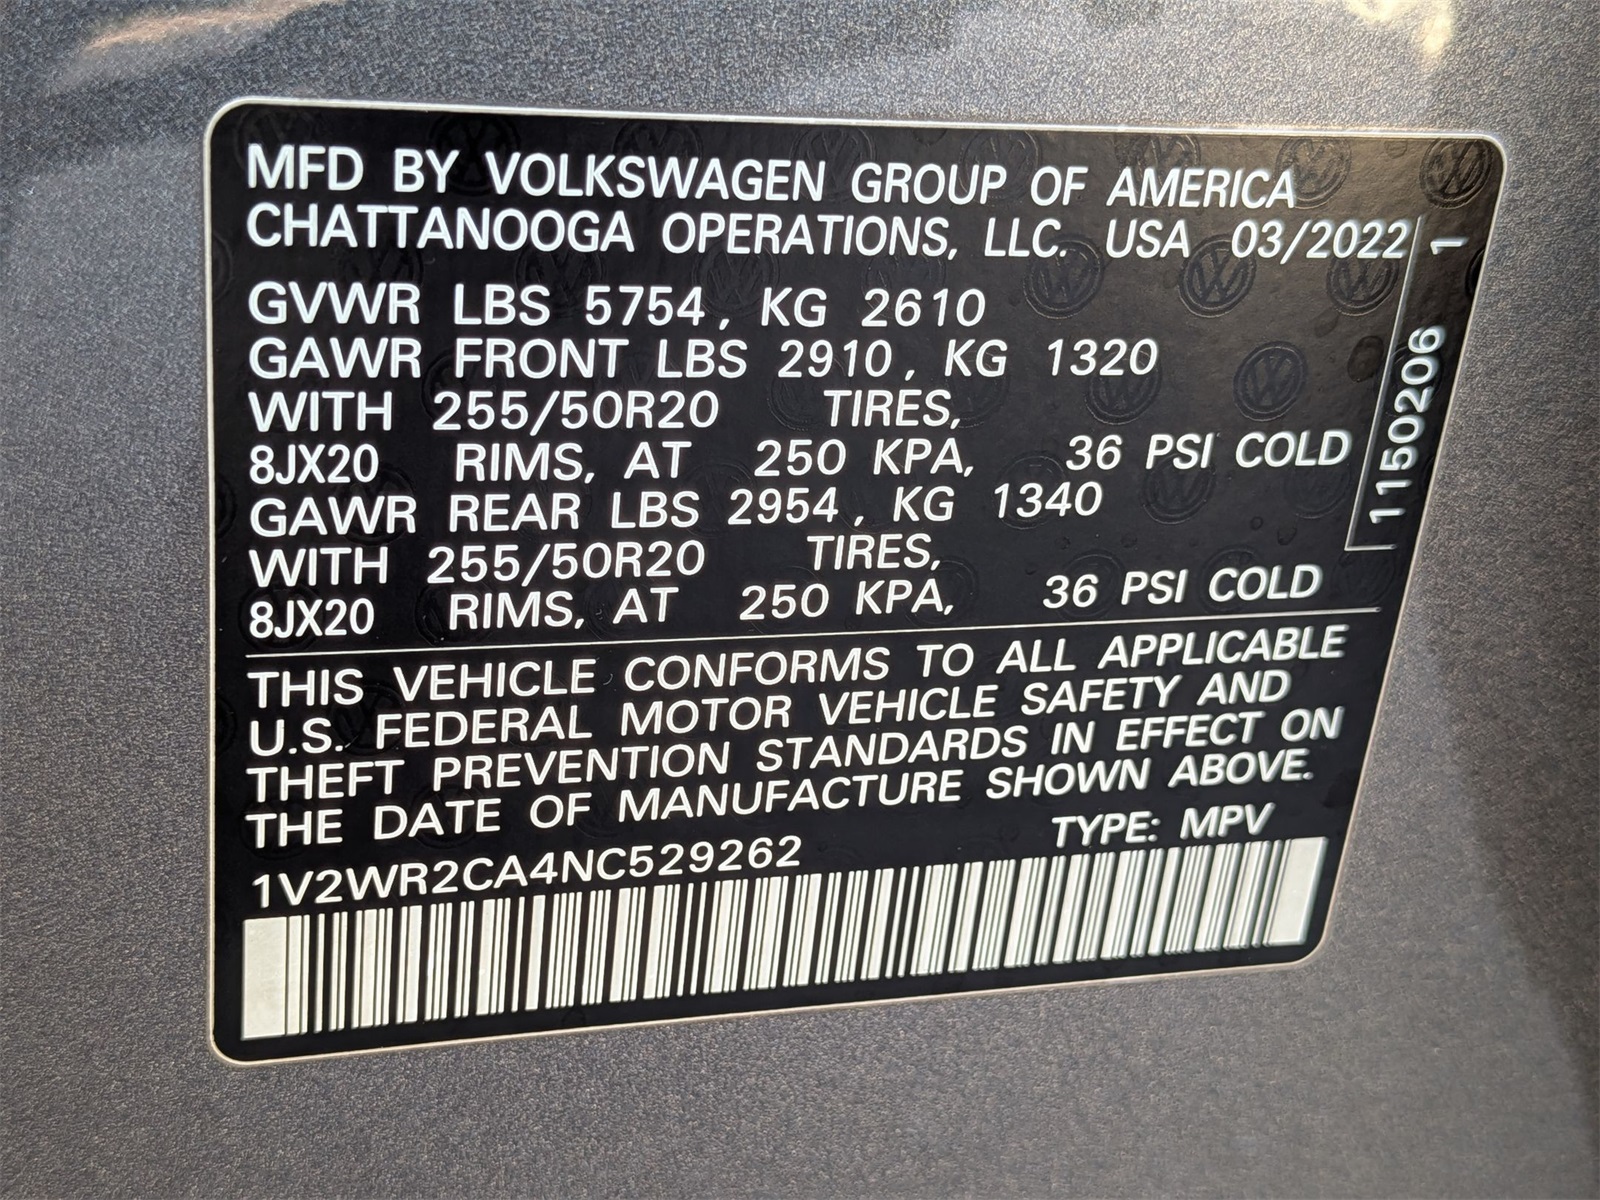 MFD BY VOLKSWAGEN GROUP OF AMERICA
CHATTANOOGA OPERATIONS, LLC. USA 03/2022
GVWR LBS 5754, KG 2610
GAWR FRONT LBS 2910, KG 1320
WITH 255/50R20 TIRES,
8JX20 RIMS, AT 250 KPA, 36 PSI COLD
GAWR REAR LBS 2954, KG 1340
WITH 255/50R20 TIRES,
8JX20 RIMS, AT 250 KPA, 36 PSI COLD
1150206 1
THIS VEHICLE CONFORMS TO ALL APPLICABLE
U.S. FEDERAL MOTOR VEHICLE SAFETY AND
THEFT PREVENTION STANDARDS IN EFFECT ON
THE DATE OF MANUFACTURE SHOWN ABOVE.
1V2WR2CA4NC529262 TYPE: MPV